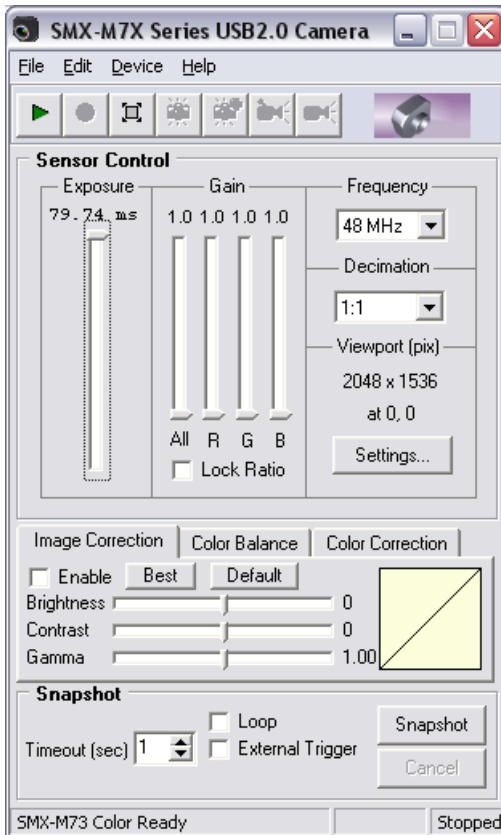 SMX-M7X Series USB2.0 Camera
File Edit Device Help
Sensor Control
Exposure
79.74 ms
Gain
1.0 1.0 1.0 1.0
All R G B
Lock Ratio
Frequency
48 MHz
Decimation
1:1
Viewport (pix)
2048 x 1536
at 0, 0
Settings...
Image Correction Color Balance Color Correction
Enable Best Default
Brightness 0
Contrast 0
Gamma 1.00
Snapshot
Timeout (sec) 1
Loop
External Trigger
Snapshot
Cancel
SMX-M73 Color Ready Stopped